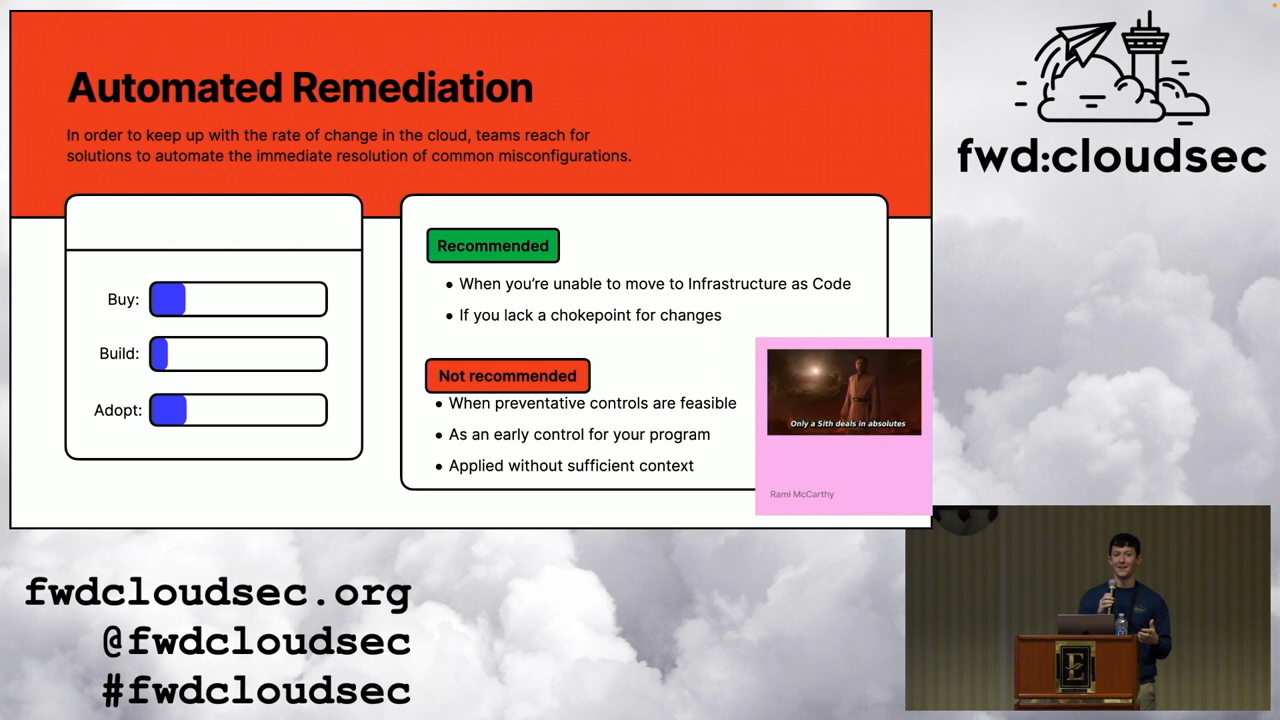 Automated Remediation
In order to keep up with the rate of change in the cloud, teams reach for
solutions to automate the immediate resolution of common misconfigurations.
Buy:
Build:
Adopt:
Recommended
• When you’re unable to move to Infrastructure as Code
• If you lack a chokepoint for changes
Not recommended
• When preventative controls are feasible
• As an early control for your program
• Applied without sufficient context
Only a Sith deals in absolutes
Rami McCarthy
fwd:cloudsec
fwdcloudsec.org
@fwdcloudsec
#fwdcloudsec
E